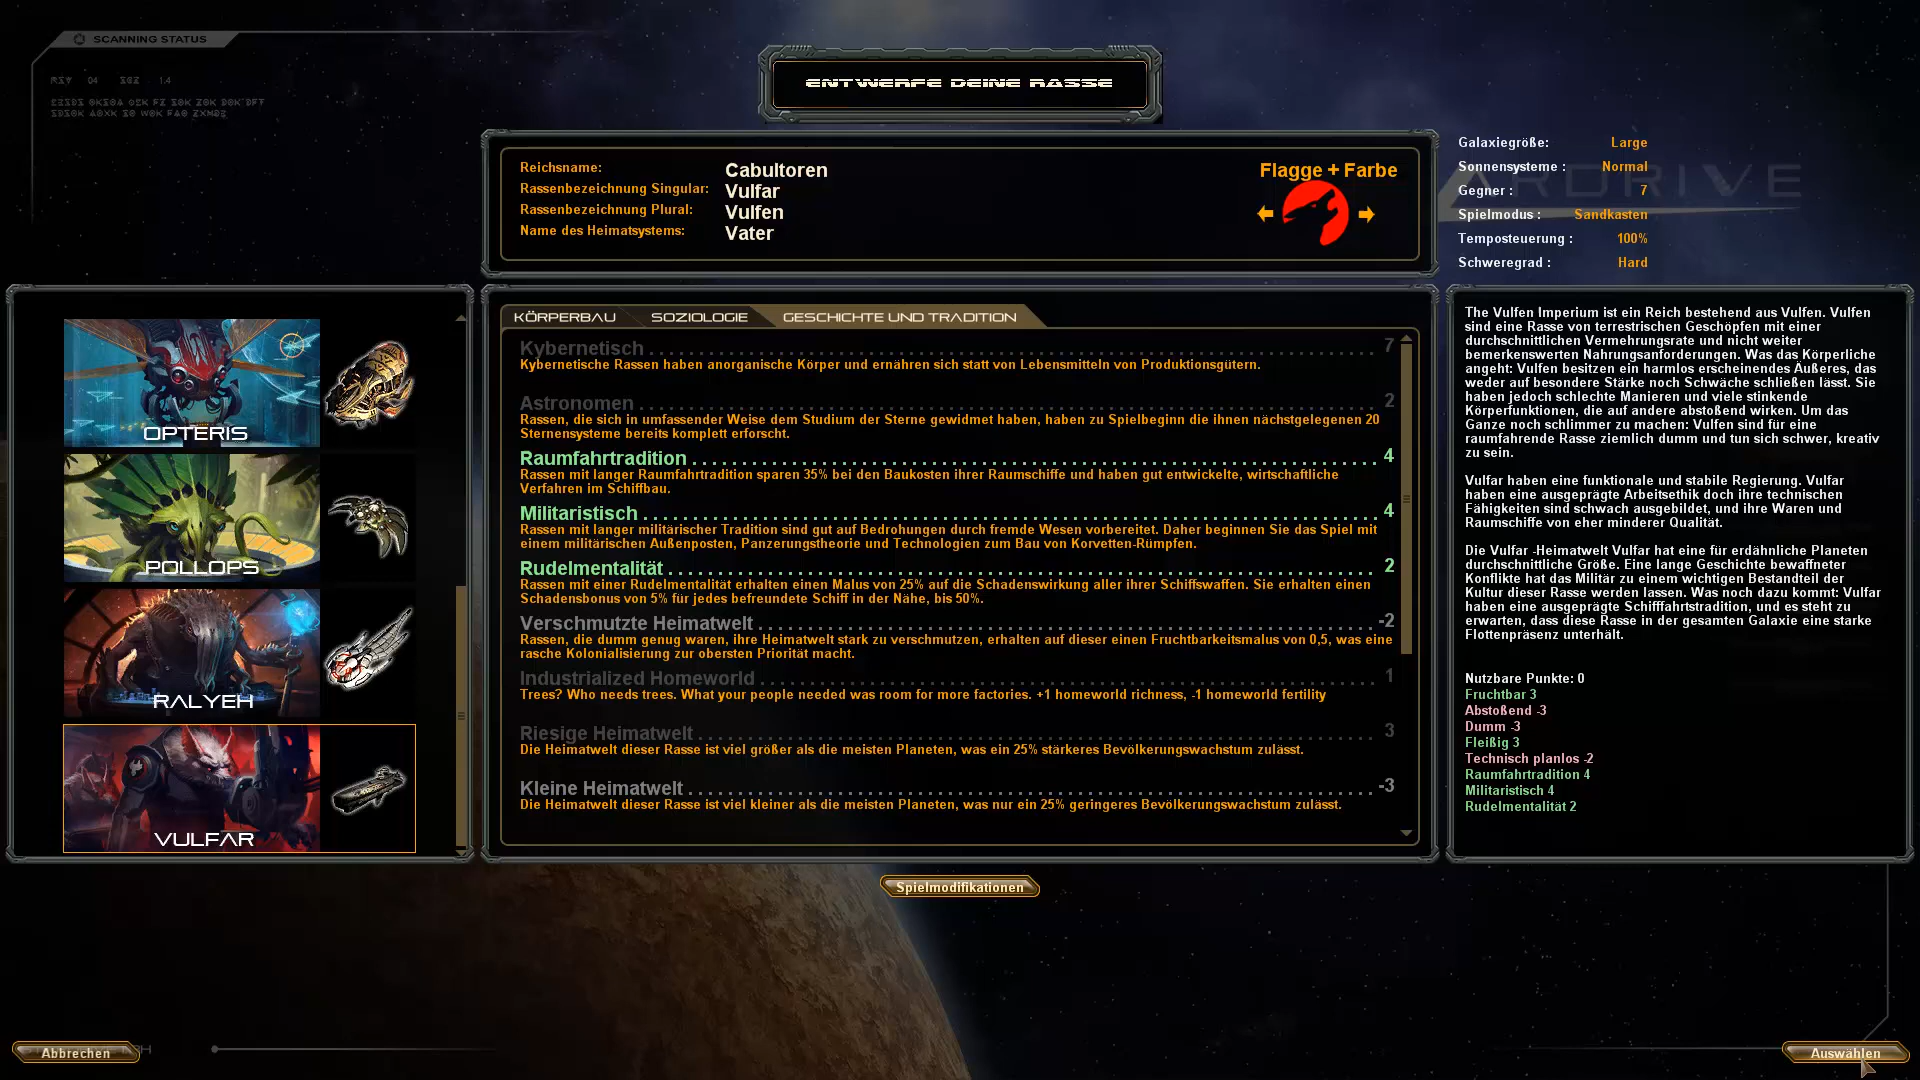 SCANNING STATUS
ENTWERFE DEINE RASSE
Reichsname: Cabultoren
Rassenbezeichnung Singular: Vulfar
Rassenbezeichnung Plural: Vulfen
Name des Heimatsystems: Vater
Flagge + Farbe
Galaxiegröße: Large
Sonnensysteme : Normal
Gegner : 7
Spielmodus : Sandkasten
Temposteuerung : 100%
Schweregrad : Hard
ARDRIVE
OPTERIS
POLLOPS
RALYEH
VULFAR
KÖRPERBAU SOZIOLOGIE GESCHICHTE UND TRADITION
Kybernetisch 7
Kybernetische Rassen haben anorganische Körper und ernähren sich statt von Lebensmitteln von Produktionsgütern.
Astronomen 2
Rassen, die sich in umfassender Weise dem Studium der Sterne gewidmet haben, haben zu Spielbeginn die ihnen nächstgelegenen 20
Sternensysteme bereits komplett erforscht.
Raumfahrtradition 4
Rassen mit langer Raumfahrtradition sparen 35% bei den Baukosten ihrer Raumschiffe und haben gut entwickelte, wirtschaftliche
Verfahren im Schiffbau.
Militaristisch 4
Rassen mit langer militärischer Tradition sind gut auf Bedrohungen durch fremde Wesen vorbereitet. Daher beginnen Sie das Spiel mit
einem militärischen Außenposten, Panzerungstheorie und Technologien zum Bau von Korvetten-Rümpfen.
Rudelmentalität 2
Rassen mit einer Rudelmentalität erhalten einen Malus von 25% auf die Schadenswirkung aller ihrer Schiffswaffen. Sie erhalten einen
Schadensbonus von 5% für jedes befreundete Schiff in der Nähe, bis 50%.
Verschmutzte Heimatwelt -2
Rassen, die dumm genug waren, ihre Heimatwelt stark zu verschmutzen, erhalten auf dieser einen Fruchtbarkeitsmalus von 0,5, was eine
rasche Kolonialisierung zur obersten Priorität macht.
Industrialized Homeworld 1
Trees? Who needs trees. What your people needed was room for more factories. +1 homeworld richness, -1 homeworld fertility
Riesige Heimatwelt 3
Die Heimatwelt dieser Rasse ist viel größer als die meisten Planeten, was ein 25% stärkeres Bevölkerungswachstum zulässt.
Kleine Heimatwelt -3
Die Heimatwelt dieser Rasse ist viel kleiner als die meisten Planeten, was nur ein 25% geringeres Bevölkerungswachstum zulässt.
The Vulfen Imperium ist ein Reich bestehend aus Vulfen. Vulfen
sind eine Rasse von terrestrischen Geschöpfen mit einer
durchschnittlichen Vermehrungsrate und nicht weiter
bemerkenswerten Nahrungsanforderungen. Was das Körperliche
angeht: Vulfen besitzen ein harmlos erscheinendes Äußeres, das
weder auf besondere Stärke noch Schwäche schließen lässt. Sie
haben jedoch schlechte Manieren und viele stinkende
Körperfunktionen, die auf andere abstoßend wirken. Um das
Ganze noch schlimmer zu machen: Vulfen sind für eine
raumfahrende Rasse ziemlich dumm und tun sich schwer, kreativ
zu sein.
Vulfar haben eine funktionale und stabile Regierung. Vulfar
haben eine ausgeprägte Arbeitsethik doch ihre technischen
Fähigkeiten sind schwach ausgebildet, und ihre Waren und
Raumschiffe von eher minderer Qualität.
Die Vulfar -Heimatwelt Vulfar hat eine für erdähnliche Planeten
durchschnittliche Größe. Eine lange Geschichte bewaffneter
Konflikte hat das Militär zu einem wichtigen Bestandteil der
Kultur dieser Rasse werden lassen. Was noch dazu kommt: Vulfar
haben eine ausgeprägte Schifffahrtstradition, und es steht zu
erwarten, dass diese Rasse in der gesamten Galaxie eine starke
Flottenpräsenz unterhält.
Nutzbare Punkte: 0
Fruchtbar 3
Abstoßend -3
Dumm -3
Fleißig 3
Technisch planlos -2
Raumfahrtradition 4
Militaristisch 4
Rudelmentalität 2
Spielmodifikationen
Abbrechen
Auswählen